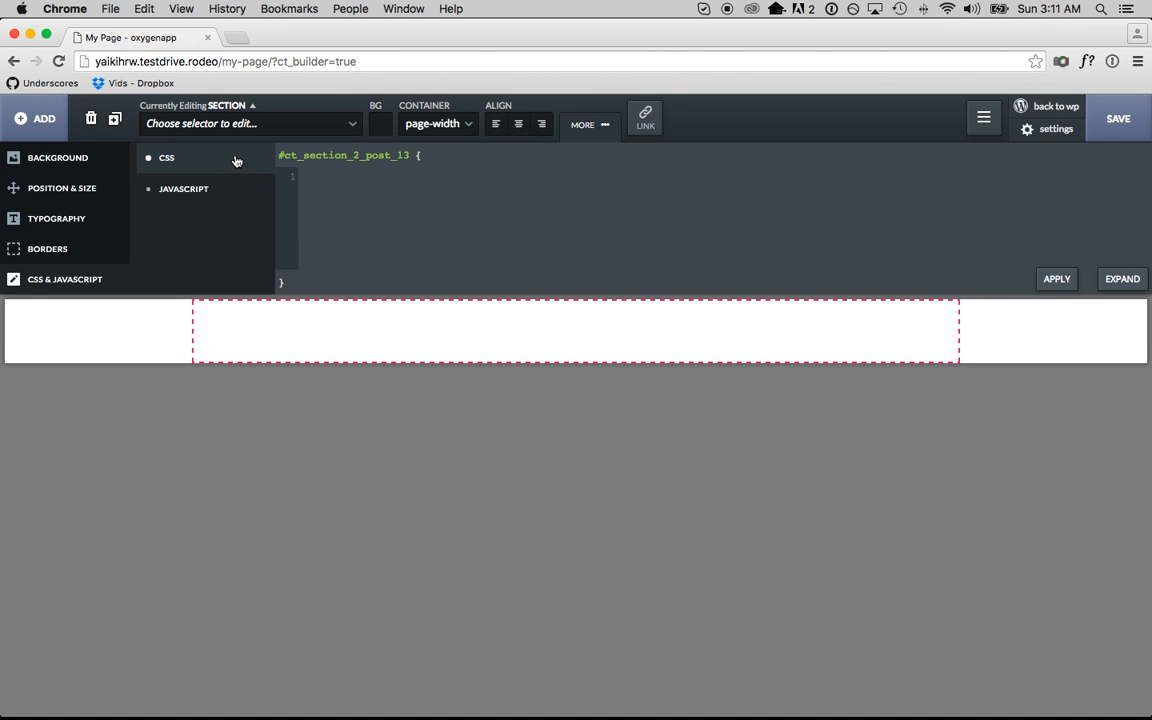 Chrome File Edit View History Bookmarks People Window Help 2 Sun 3:11 AM
My Page - oxygenapp
yaikihrw.testdrive.rodeo/my-page/?ct_builder=true f?
Underscores Vids - Dropbox
ADD
Currently Editing SECTION
Choose selector to edit...
BG
CONTAINER
page-width
ALIGN
MORE
LINK
back to wp
settings
SAVE
BACKGROUND
POSITION & SIZE
TYPOGRAPHY
BORDERS
CSS & JAVASCRIPT
CSS
JAVASCRIPT
#ct_section_2_post_13 {
1
}
APPLY
EXPAND